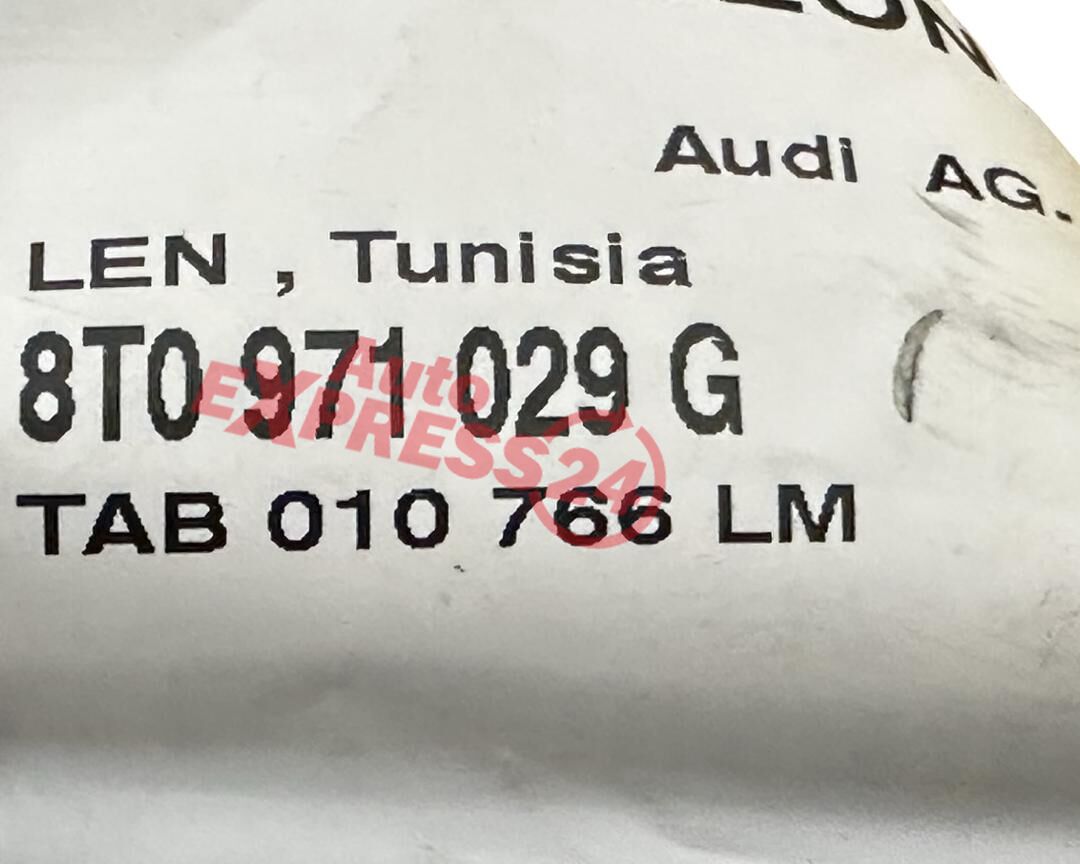 Audi AG.
LEN , Tunisia
8T0 971 029 G
Auto
EXPRESS24
TAB 010 766 LM